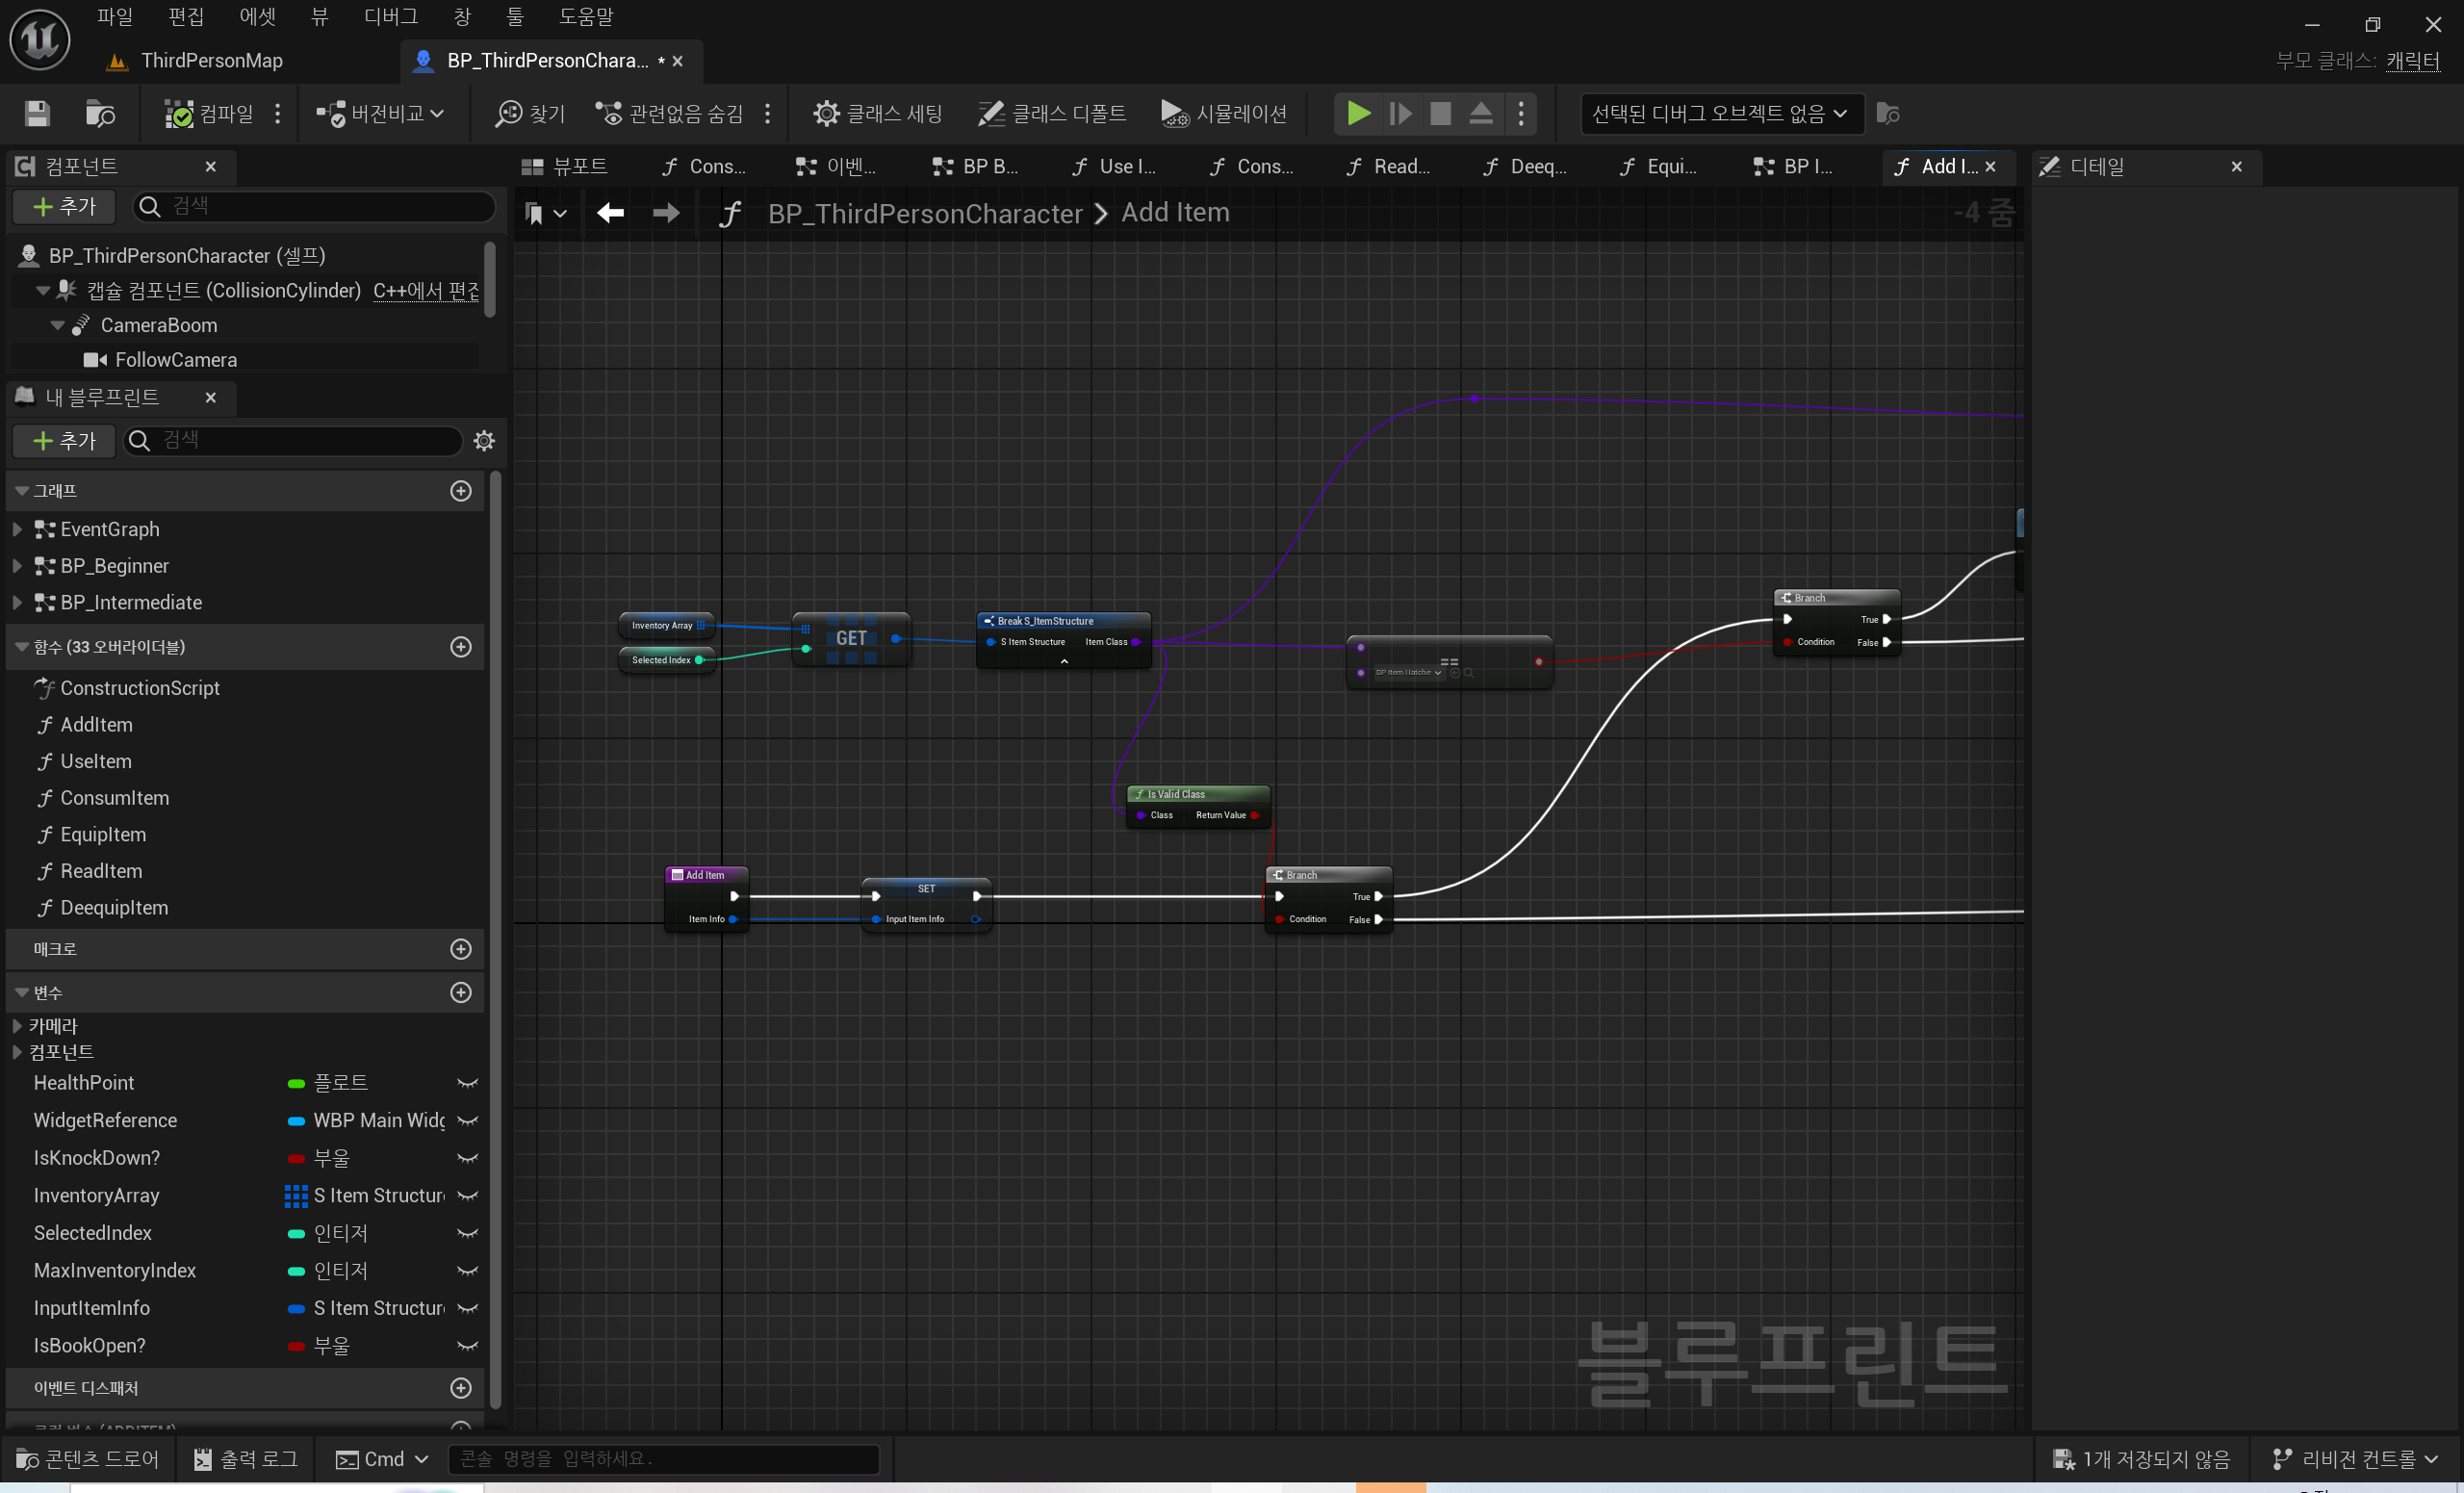 파일 편집 에셋 뷰 디버그 창 툴 도움말
ThirdPersonMap
BP_ThirdPersonChara... *
부모 클래스: 캐릭터
컴파일
버전비교
찾기
관련없음 숨김
클래스 세팅
클래스 디폴트
시뮬레이션
선택된 디버그 오브젝트 없음
컴포넌트
추가
검색
BP_ThirdPersonCharacter (셀프)
캡슐 컴포넌트 (CollisionCylinder) C++에서 편집
CameraBoom
FollowCamera
내 블루프린트
추가
검색
그래프
EventGraph
BP_Beginner
BP_Intermediate
함수 (33 오버라이더블)
ConstructionScript
AddItem
UseItem
ConsumItem
EquipItem
ReadItem
DeequipItem
매크로
변수
카메라
컴포넌트
HealthPoint 플로트
WidgetReference WBP Main Widg
IsKnockDown? 부울
InventoryArray S Item Structur
SelectedIndex 인티저
MaxInventoryIndex 인티저
InputItemInfo S Item Structur
IsBookOpen? 부울
이벤트 디스패처
뷰포트 Cons... 이벤... BP B... Use I... Cons... Read... Deeq... Equi... BP I... Add I...
BP_ThirdPersonCharacter > Add Item
-4 줌
Inventory Array
Selected Index
GET
Break S_ItemStructure
S Item Structure Item Class
==
BP Item Hatchet
Branch
True
Condition False
Is Valid Class
Class Return Value
Add Item
Item Info
SET
Input Item Info
Branch
True
Condition False
블루프린트
디테일
콘텐츠 드로어
출력 로그
Cmd
콘솔 명령을 입력하세요.
1개 저장되지 않음
리비전 컨트롤